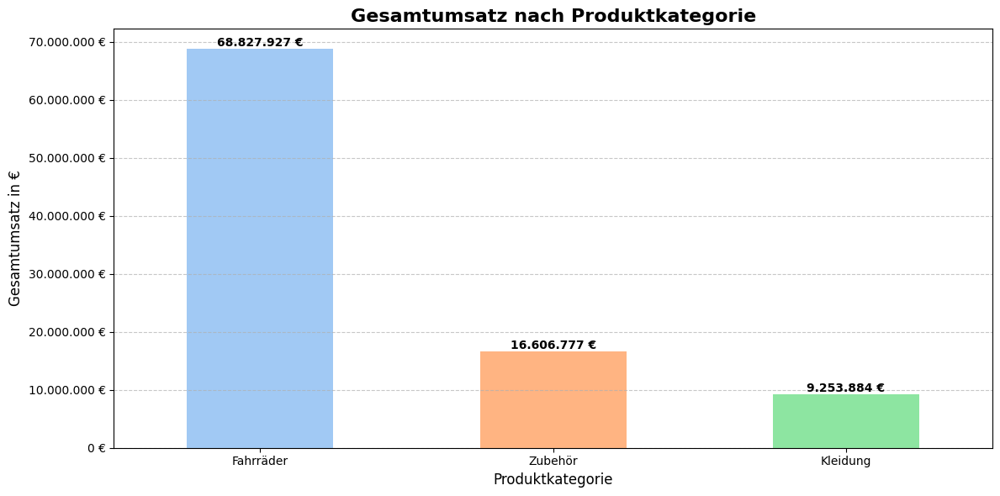 Gesamtumsatz nach Produktkategorie
Gesamtumsatz in €
70.000.000 €
60.000.000 €
50.000.000 €
40.000.000 €
30.000.000 €
20.000.000 €
10.000.000 €
0 €
68.827.927 €
16.606.777 €
9.253.884 €
Fahrräder
Zubehör
Kleidung
Produktkategorie